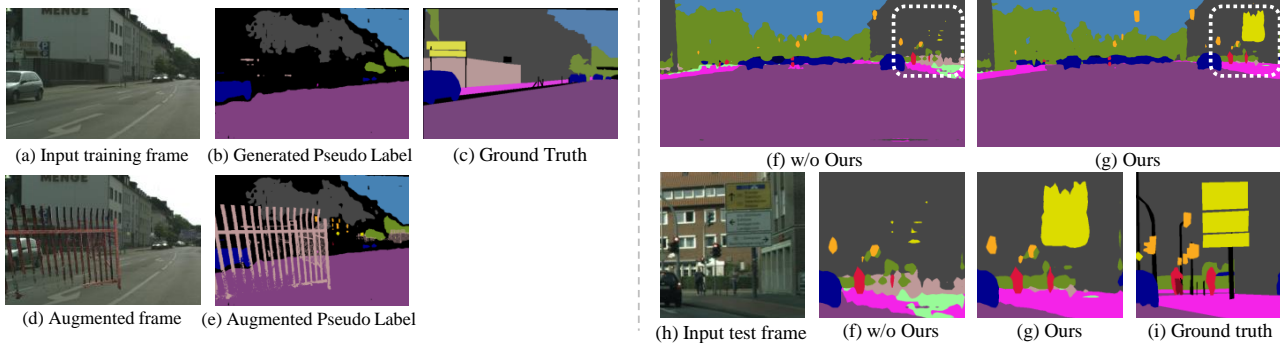 MENGE
(a) Input training frame
(b) Generated Pseudo Label
(c) Ground Truth
(d) Augmented frame
(e) Augmented Pseudo Label
(f) w/o Ours
(g) Ours
(h) Input test frame
(f) w/o Ours
(g) Ours
(i) Ground truth